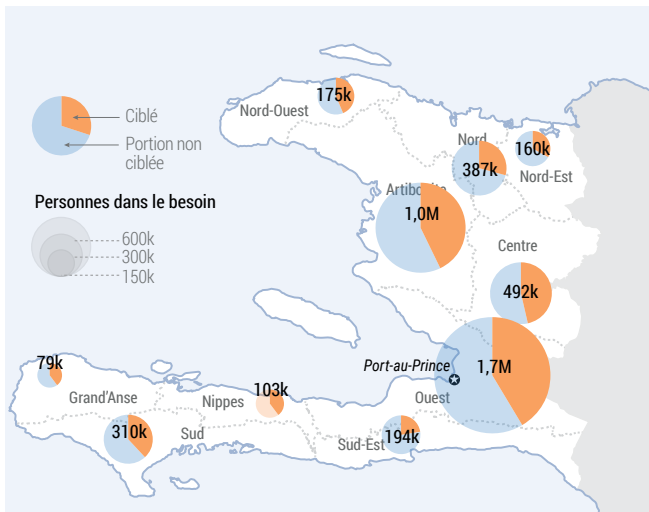 175k
Nord-Ouest
Ciblé
Portion non
ciblée
Nord
387k
160k
Nord-Est
Artibonite
1,0M
Personnes dans le besoin
600k
300k
150k
Centre
492k
Port-au-Prince
1,7M
Ouest
79k
Grand'Anse
Nippes
103k
310k
Sud
Sud-Est
194k